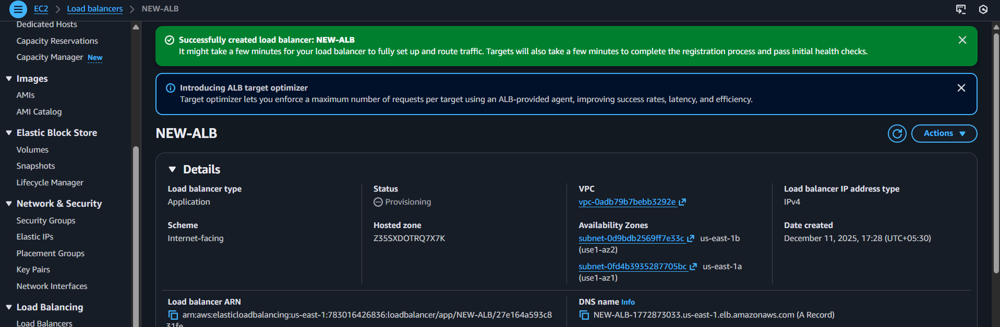 EC2 > Load balancers > NEW-ALB
Dedicated Hosts
Capacity Reservations
Capacity Manager New
Images
AMIs
AMI Catalog
Elastic Block Store
Volumes
Snapshots
Lifecycle Manager
Network & Security
Security Groups
Elastic IPs
Placement Groups
Key Pairs
Network Interfaces
Load Balancing
Load Balancers
Successfully created load balancer: NEW-ALB
It might take a few minutes for your load balancer to fully set up and route traffic. Targets will also take a few minutes to complete the registration process and pass initial health checks.
Introducing ALB target optimizer
Target optimizer lets you enforce a maximum number of requests per target using an ALB-provided agent, improving success rates, latency, and efficiency.
NEW-ALB
Actions
Details
Load balancer type
Application
Scheme
Internet-facing
Status
Provisioning
Hosted zone
Z35SXDOTRQ7X7K
VPC
vpc-0adb79b7bebb3292e
Availability Zones
subnet-0d9bdb2569ff7e33c us-east-1b
(use1-az2)
subnet-0fd4b3935287705bc us-east-1a
(use1-az1)
Load balancer IP address type
IPv4
Date created
December 11, 2025, 17:28 (UTC+05:30)
Load balancer ARN
arn:aws:elasticloadbalancing:us-east-1:783016426836:loadbalancer/app/NEW-ALB/27e164a593c8
31fe
DNS name Info
NEW-ALB-1772873033.us-east-1.elb.amazonaws.com (A Record)